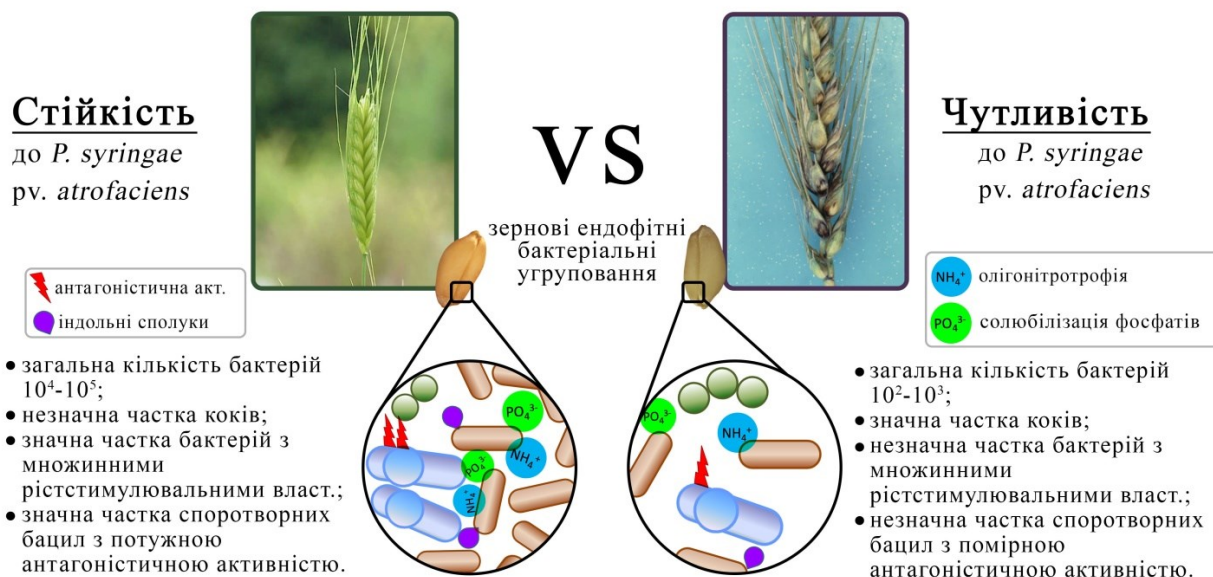 Стійкість
до P. syringae
pv. atrofaciens
VS
зернові ендофітні
бактеріальні
угруповання
Чутливість
до P. syringae
pv. atrofaciens
антагоністична акт.
індольні сполуки
NH₄⁺ олігонітротрофія
PO₄³⁻ солюбілізація фосфатів
• загальна кількість бактерій
10⁴-10⁵;
• незначна частка коків;
• значна частка бактерій з
множинними
рістстимулювальними власт.;
• значна частка споротворних
бацил з потужною
антагоністичною активністю.
PO₄³⁻
NH₄⁺
PO₄³⁻
NH₄⁺
PO₄³⁻
NH₄⁺
• загальна кількість бактерій
10²-10³;
• значна частка коків;
• незначна частка бактерій з
множинними
рістстимулювальними власт.;
• незначна частка споротворних
бацил з помірною
антагоністичною активністю.